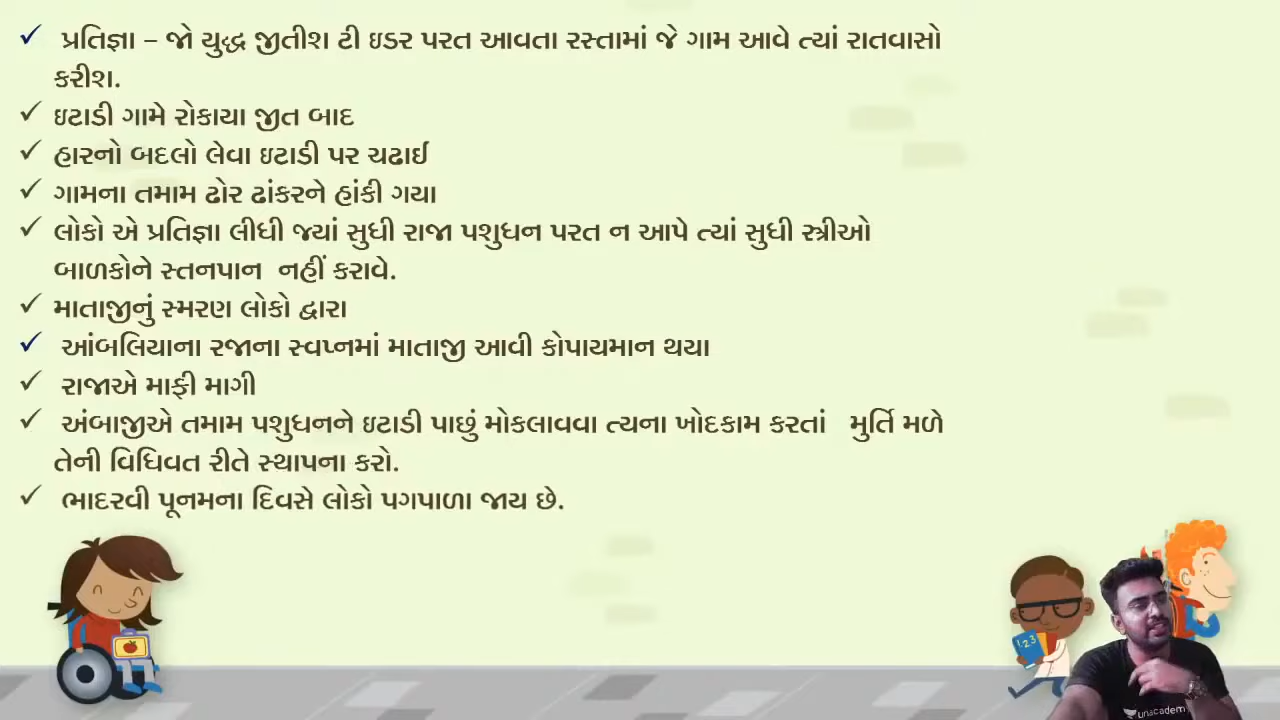 ✓ પ્રતિજ્ઞા – જો યુદ્ધ જીતીશ ટી ઇડર પરત આવતા રસ્તામાં જે ગામ આવે ત્યાં રાતવાસો
કરીશ.
✓ ઇટાડી ગામે રોકાયા જીત બાદ
✓ હારનો બદલો લેવા ઇટાડી પર ચઢાઈ
✓ ગામના તમામ ઢોર ઢાંકરને હાંકી ગયા
✓ લોકો એ પ્રતિજ્ઞા લીધી જ્યાં સુધી રાજા પશુધન પરત ન આપે ત્યાં સુધી સ્ત્રીઓ
બાળકોને સ્તનપાન નહીં કરાવે.
✓ માતાજીનું સ્મરણ લોકો દ્વારા
✓ આંબલિયાના રજાના સ્વપ્નમાં માતાજી આવી કોપાયમાન થયા
✓ રાજાએ માફી માગી
✓ અંબાજીએ તમામ પશુધનને ઇટાડી પાછું મોકલાવવા ત્યના ખોદકામ કરતાં મુર્તિ મળે
તેની વિધિવત રીતે સ્થાપના કરો.
✓ ભાદરવી પૂનમના દિવસે લોકો પગપાળા જાય છે.
123
unacadem